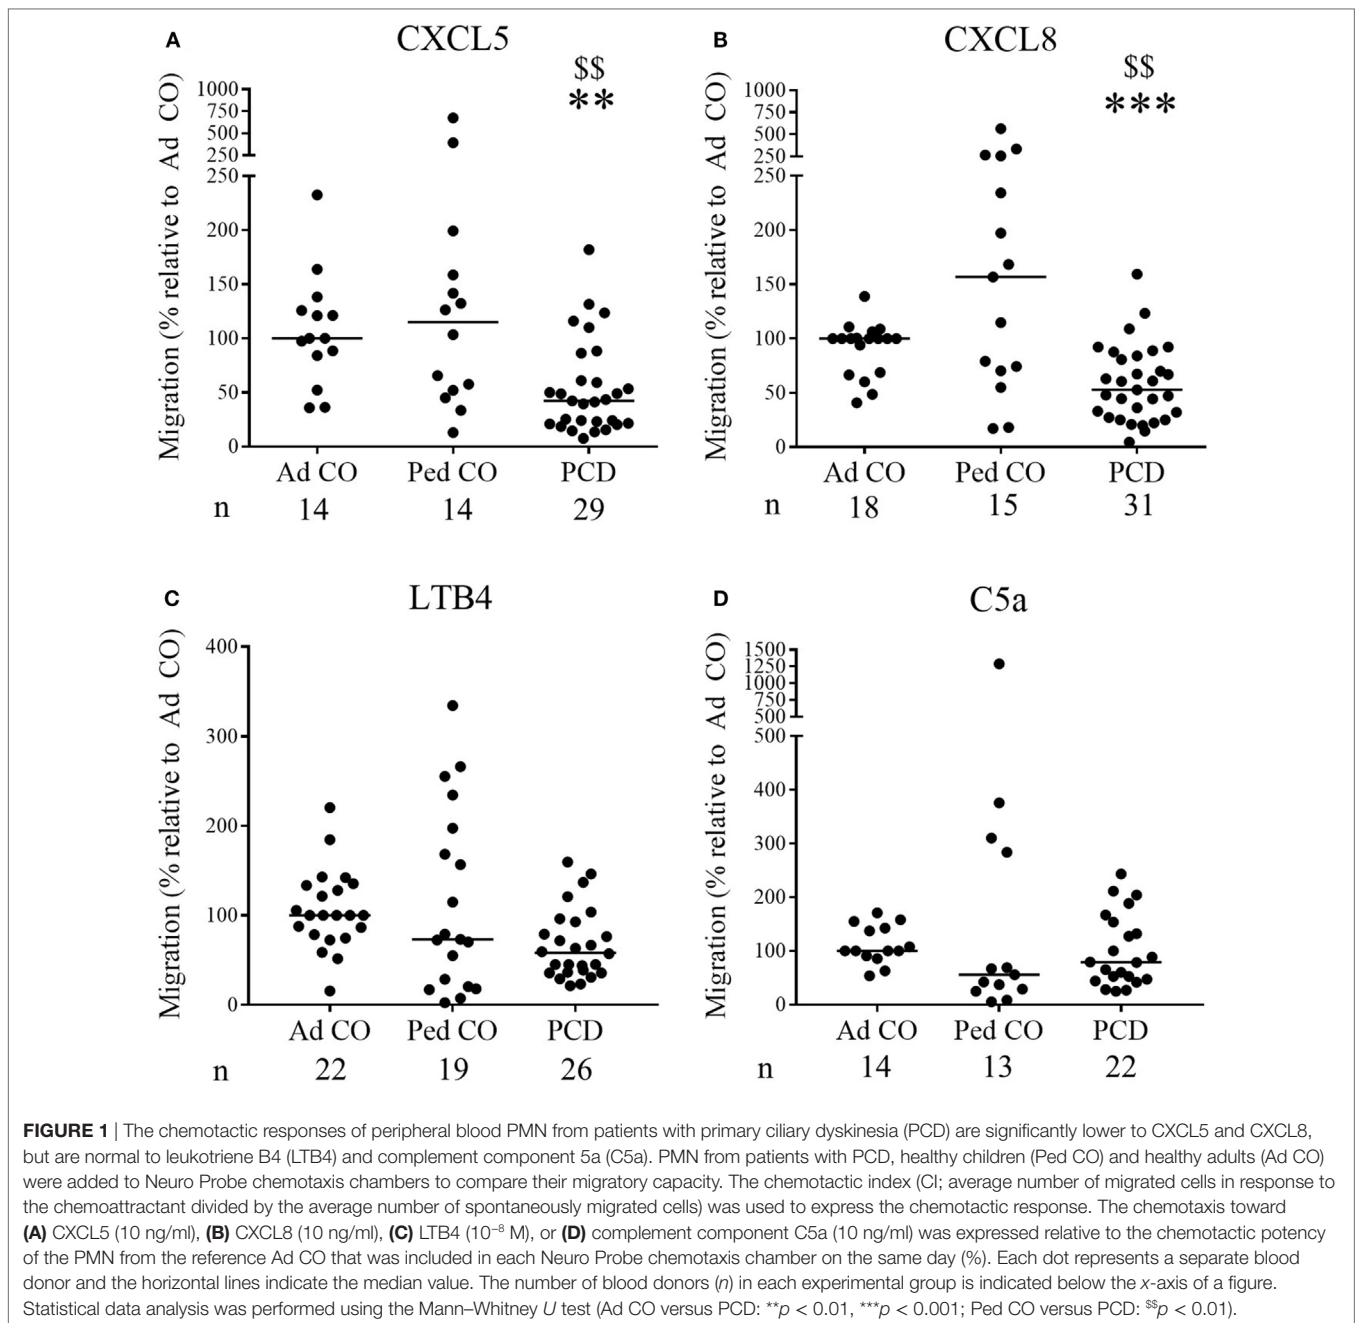 A
CXCL5
Migration (% relative to Ad CO)
1000
750
500
250
250
200
150
100
50
0
$$
**
Ad CO
Ped CO
PCD
n
14
14
29
B
CXCL8
Migration (% relative to Ad CO)
1000
750
500
250
250
200
150
100
50
0
$$
***
Ad CO
Ped CO
PCD
n
18
15
31
C
LTB4
Migration (% relative to Ad CO)
400
300
200
100
0
Ad CO
Ped CO
PCD
n
22
19
26
D
C5a
Migration (% relative to Ad CO)
1500
1250
1000
750
500
500
400
300
200
100
0
Ad CO
Ped CO
PCD
n
14
13
22
FIGURE 1 | The chemotactic responses of peripheral blood PMN from patients with primary ciliary dyskinesia (PCD) are significantly lower to CXCL5 and CXCL8,
but are normal to leukotriene B4 (LTB4) and complement component 5a (C5a). PMN from patients with PCD, healthy children (Ped CO) and healthy adults (Ad CO)
were added to Neuro Probe chemotaxis chambers to compare their migratory capacity. The chemotactic index (CI; average number of migrated cells in response to
the chemoattractant divided by the average number of spontaneously migrated cells) was used to express the chemotactic response. The chemotaxis toward
(A) CXCL5 (10 ng/ml), (B) CXCL8 (10 ng/ml), (C) LTB4 (10⁻⁸ M), or (D) complement component C5a (10 ng/ml) was expressed relative to the chemotactic potency
of the PMN from the reference Ad CO that was included in each Neuro Probe chemotaxis chamber on the same day (%). Each dot represents a separate blood
donor and the horizontal lines indicate the median value. The number of blood donors (n) in each experimental group is indicated below the x-axis of a figure.
Statistical data analysis was performed using the Mann–Whitney U test (Ad CO versus PCD: **p < 0.01, ***p < 0.001; Ped CO versus PCD: $$p < 0.01).